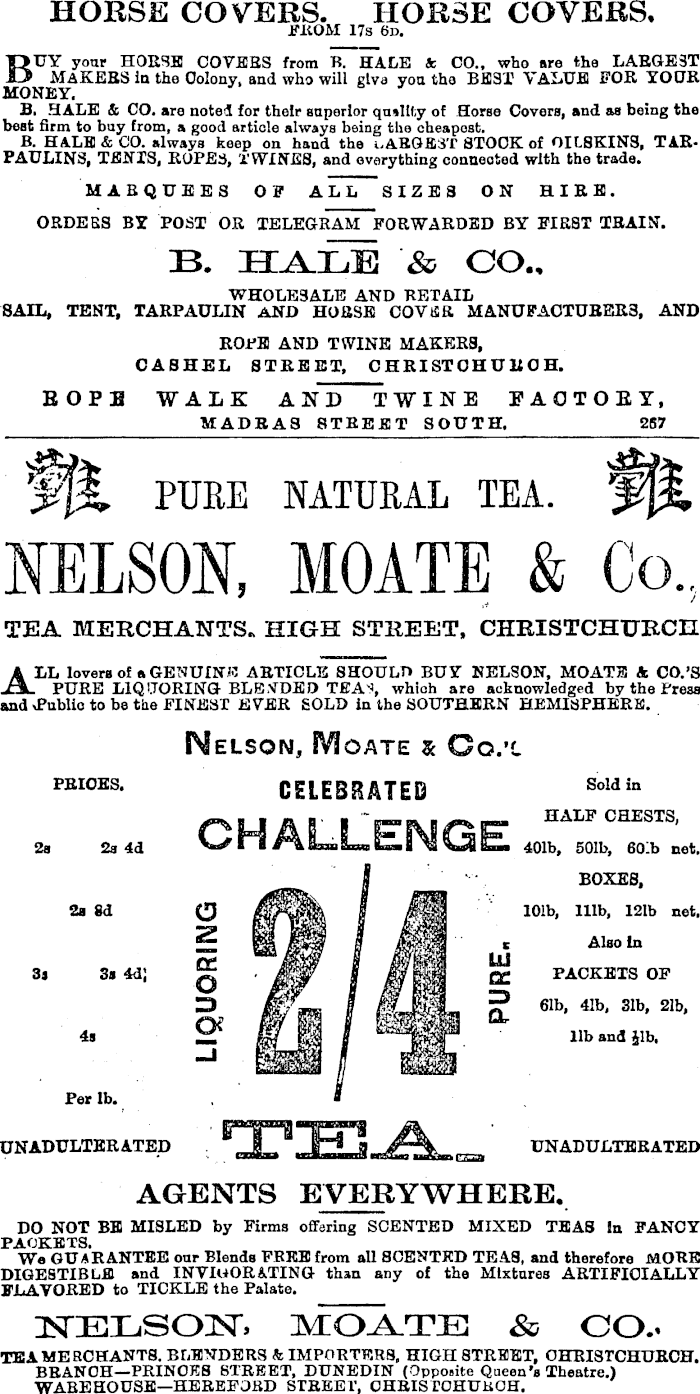 HORSE COVERS. HORSE COVERS.
FROM 17s 6D.
BUY your HORSE COVERS from B. HALE & CO., who are the LARGEST
MAKERS in the Colony, and who will give you the BEST VALUE FOR YOUR
MONEY.
B. HALE & CO. are noted for their superior quality of Horse Covers, and as being the
best firm to buy from, a good article always being the cheapest.
B. HALE & CO. always keep on hand the LARGEST STOCK of OILSKINS, TAR-
PAULINS, TENTS, ROPES, TWINES, and everything connected with the trade.
MARQUEES OF ALL SIZES ON HIRE.
ORDERS BY POST OR TELEGRAM FORWARDED BY FIRST TRAIN.
B. HALE & CO.,
WHOLESALE AND RETAIL
SAIL, TENT, TARPAULIN AND HORSE COVER MANUFACTURERS, AND
ROPE AND TWINE MAKERS,
CASHEL STREET, CHRISTCHURCH.
ROPE WALK AND TWINE FACTORY,
MADRAS STREET SOUTH. 267
難 PURE NATURAL TEA. 難
NELSON, MOATE & CO.,
TEA MERCHANTS. HIGH STREET, CHRISTCHURCH
ALL lovers of a GENUINE ARTICLE SHOULD BUY NELSON, MOATE & CO.'S
PURE LIQUORING BLENDED TEAS, which are acknowledged by the Press
and Public to be the FINEST EVER SOLD in the SOUTHERN HEMISPHERE.
NELSON, MOATE & CO.'S
PRICES.
2s 2s 4d
2s 8d
3s 3s 4d;
4s
Per lb.
UNADULTERATED
CELEBRATED
CHALLENGE
LIQUORING
2/4
PURE.
TEA.
Sold in
HALF CHESTS,
40lb, 50lb, 60lb net.
BOXES,
10lb, 11lb, 12lb net.
Also in
PACKETS OF
6lb, 4lb, 3lb, 2lb,
1lb and ½lb.
UNADULTERATED
AGENTS EVERYWHERE.
DO NOT BE MISLED by Firms offering SCENTED MIXED TEAS in FANCY
PACKETS.
We GUARANTEE our Blends FREE from all SCENTED TEAS, and therefore MORE
DIGESTIBLE and INVIGORATING than any of the Mixtures ARTIFICIALLY
FLAVORED to TICKLE the Palate.
NELSON, MOATE & CO.,
TEA MERCHANTS, BLENDERS & IMPORTERS, HIGH STREET, CHRISTCHURCH.
BRANCH—PRINCES STREET, DUNEDIN (Opposite Queen's Theatre.)
WAREHOUSE—HEREFORD STREET, CHRISTCHURCH.